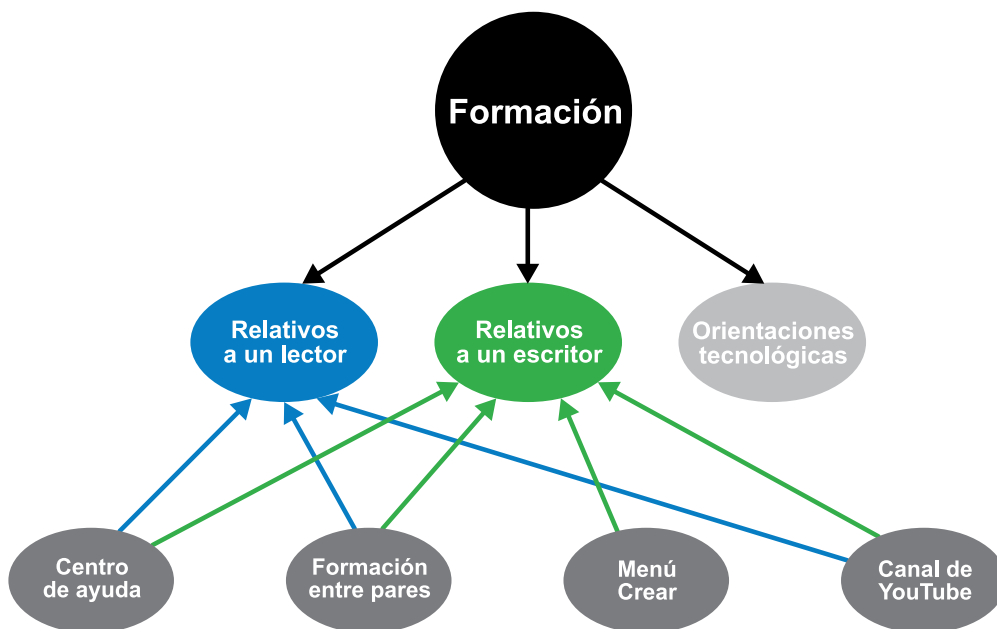 Formación
Relativos
a un lector
Relativos
a un escritor
Orientaciones
tecnológicas
Centro
de ayuda
Formación
entre pares
Menú
Crear
Canal de
YouTube